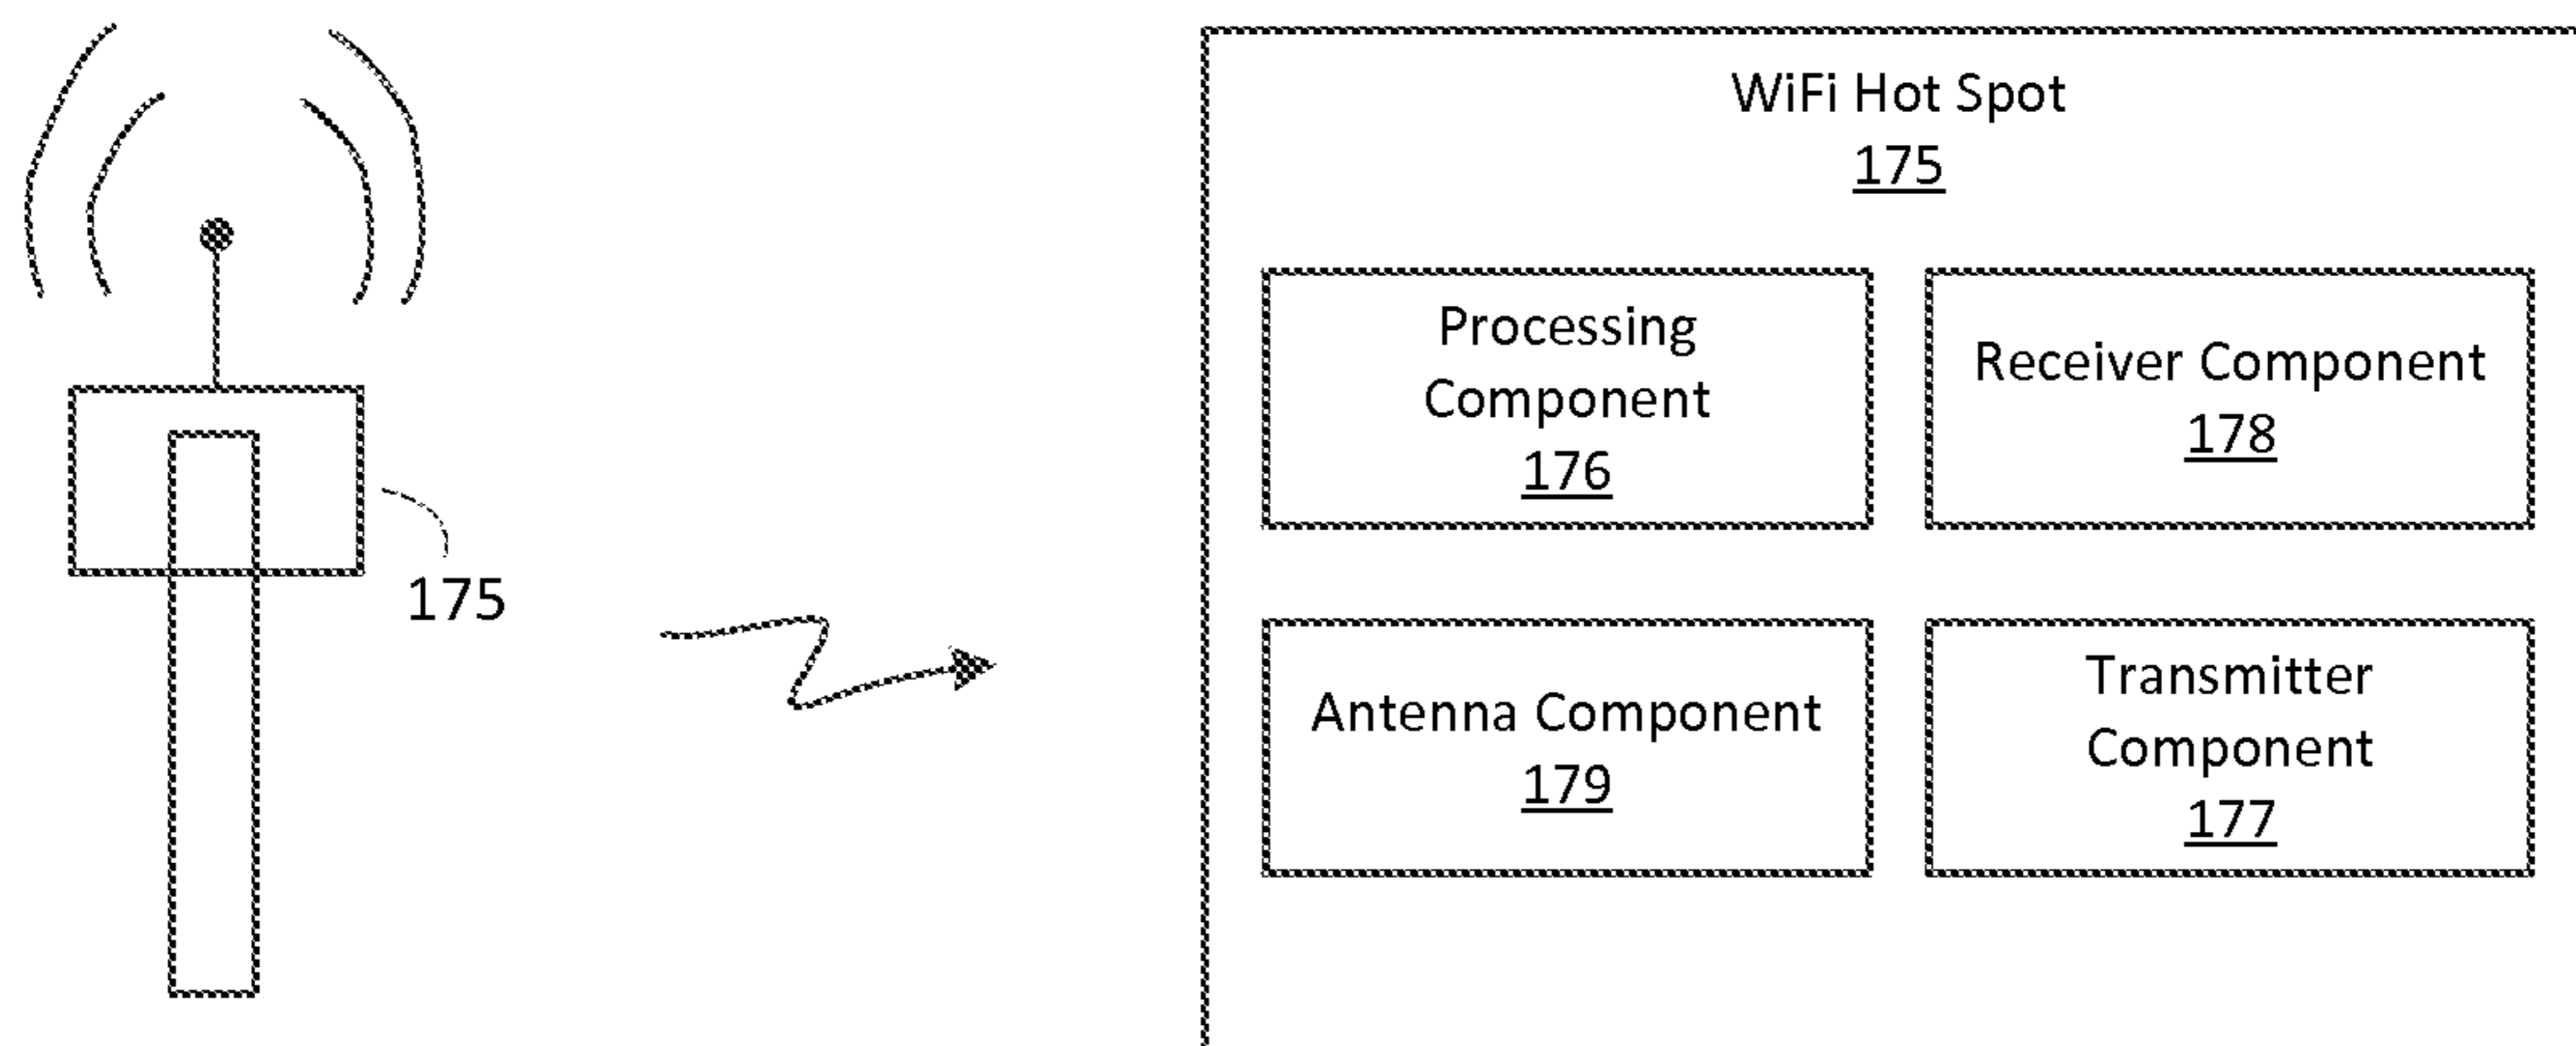 175
WiFi Hot Spot
175
Processing
Component
176
Receiver Component
178
Antenna Component
179
Transmitter
Component
177